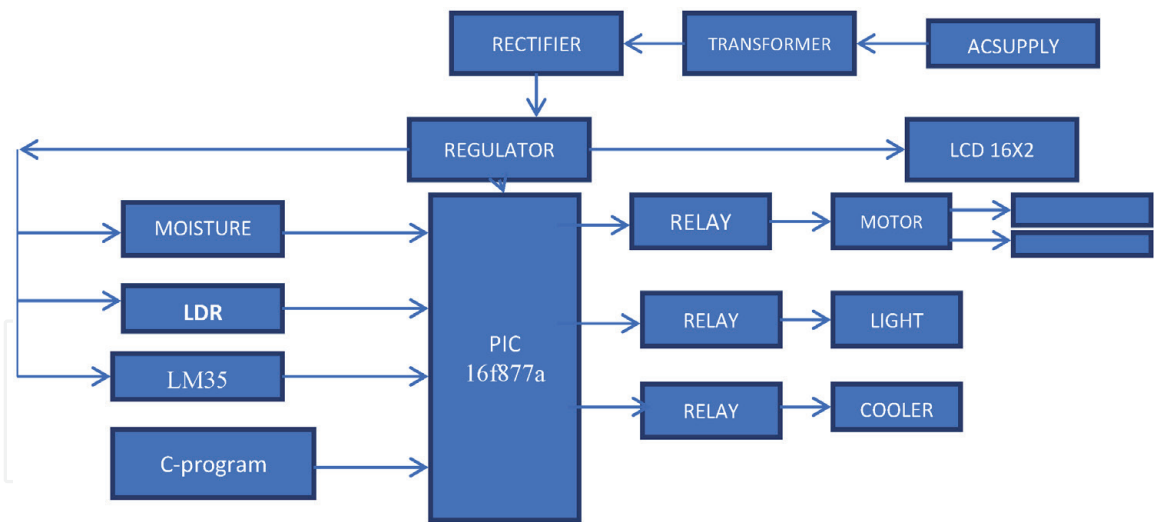 RECTIFIER
TRANSFORMER
ACSUPPLY
REGULATOR
LCD 16X2
MOISTURE
RELAY
MOTOR
LDR
RELAY
LIGHT
PIC
16f877a
LM35
RELAY
COOLER
C-program